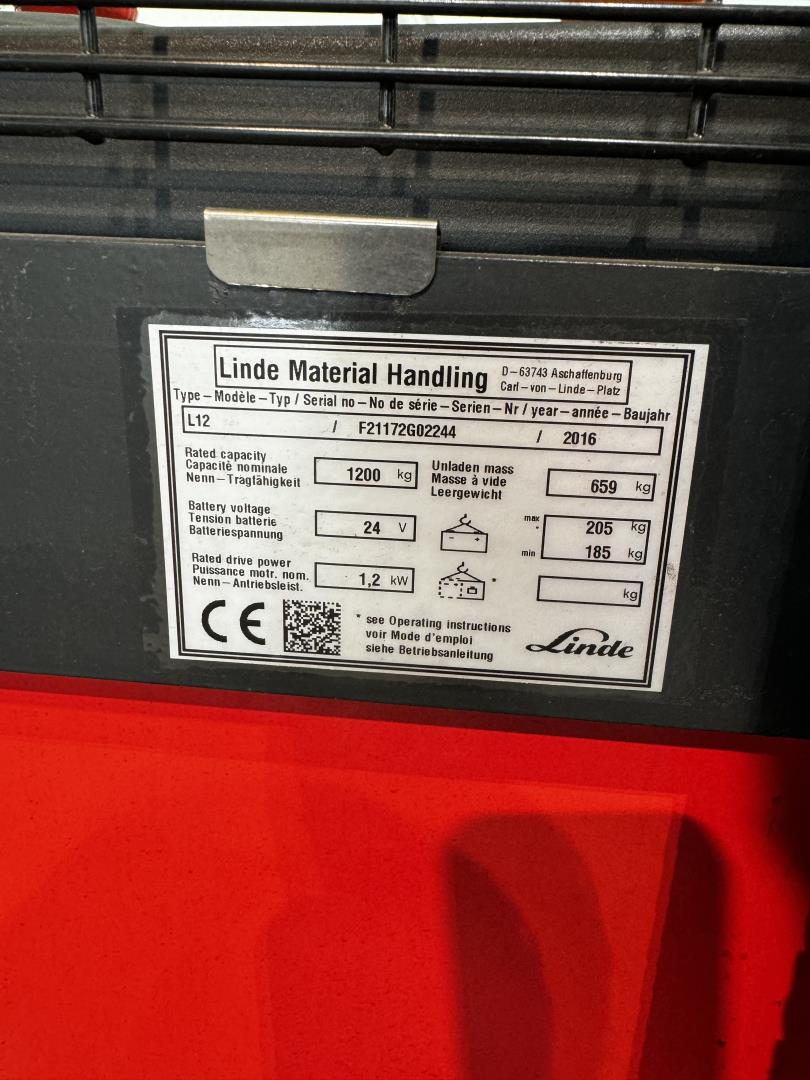 Linde Material Handling
D-63743 Aschaffenburg
Carl-von-Linde-Platz
Type-Modèle-Typ / Serial no-No de série-Serien-Nr / year-année-Baujahr
L12 / F21172G02244 / 2016
Rated capacity
Capacitè nominale
Nenn-Tragfähigkeit
1200 kg
Unladen mass
Masse à vide
Leergewicht
659 kg
Battery voltage
Tension batterie
Batteriespannung
24 V
- +
max
*
205 kg
min
185 kg
Rated drive power
Puissance motr. nom.
Nenn-Antriebsleist.
1,2 kW
*
kg
CE
* see Operating instructions
voir Mode d'emploi
siehe Betriebsanleitung
Linde